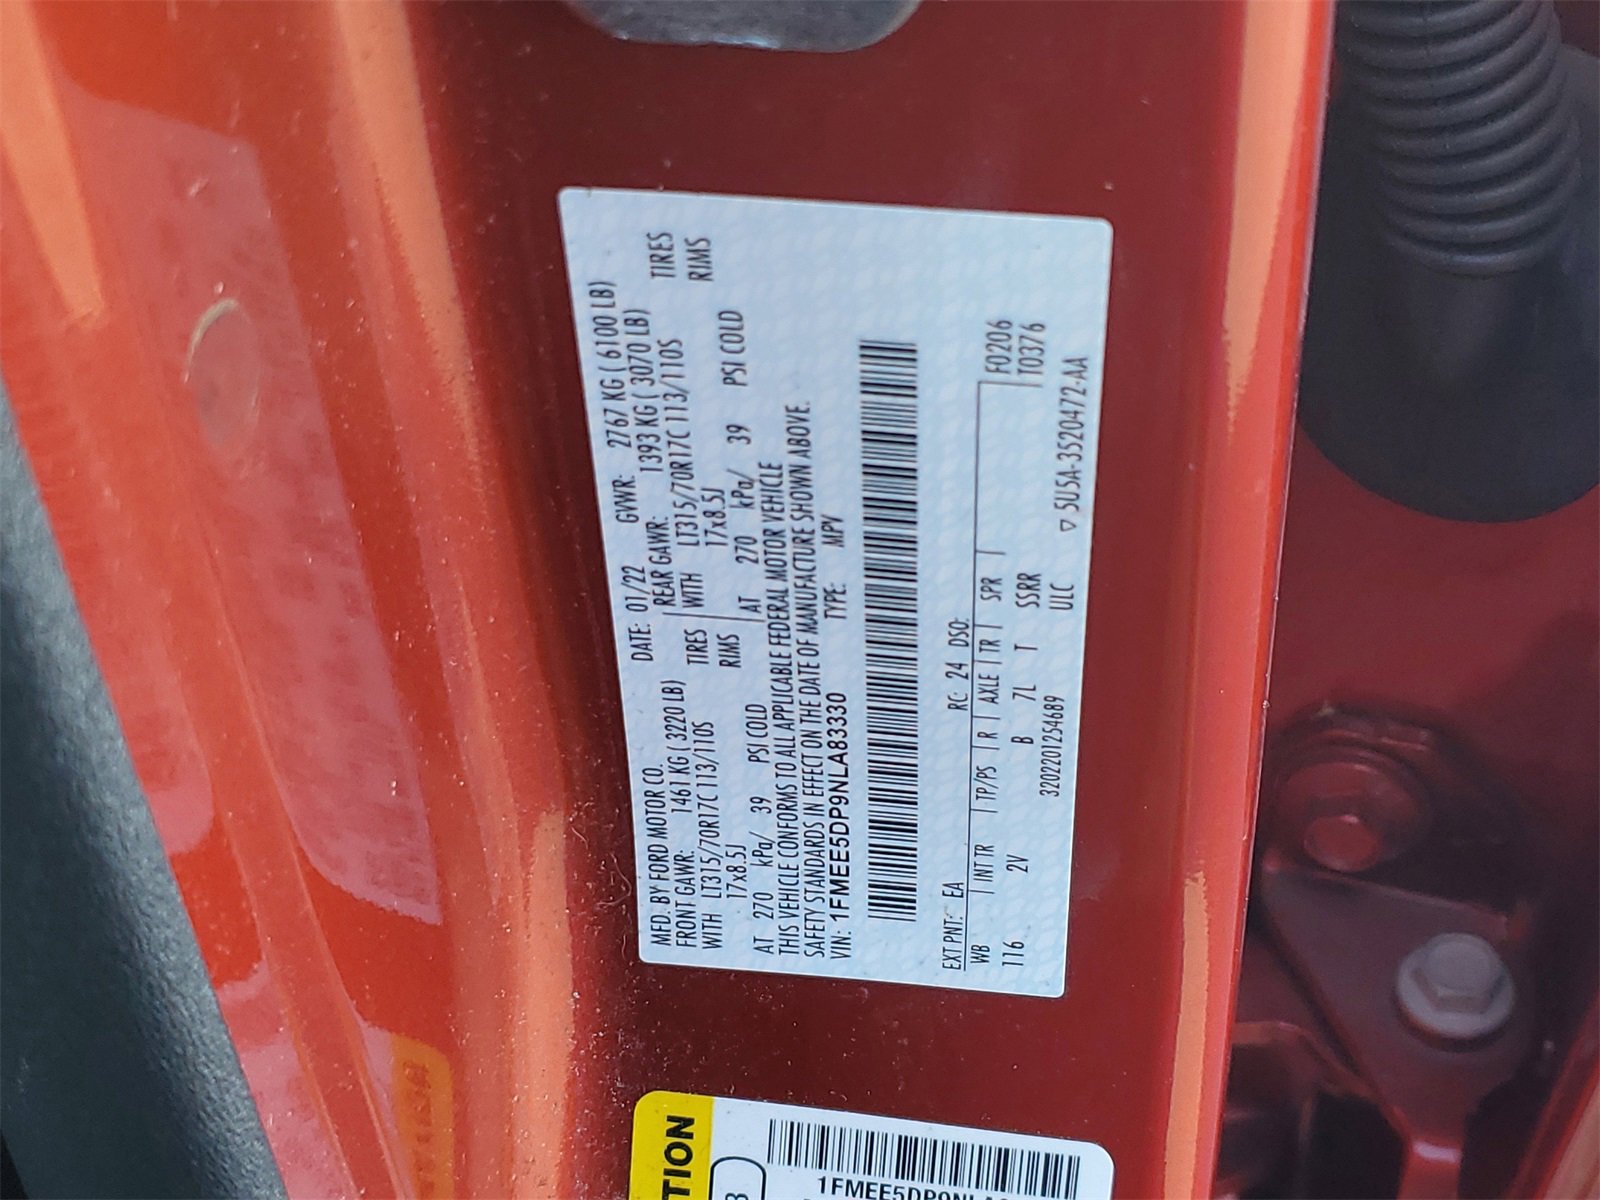 MFD. BY FORD MOTOR CO.
DATE: 01/22 GVWR: 2767 KG ( 6100 LB)
FRONT GAWR: 1461 KG ( 3220 LB) REAR GAWR: 1393 KG ( 3070 LB)
WITH LT315/70R17C 113/110S TIRES WITH LT315/70R17C 113/110S TIRES
17x8.5J RIMS 17x8.5J RIMS
AT 270 kPa/ 39 PSI COLD AT 270 kPa/ 39 PSI COLD
THIS VEHICLE CONFORMS TO ALL APPLICABLE FEDERAL MOTOR VEHICLE
SAFETY STANDARDS IN EFFECT ON THE DATE OF MANUFACTURE SHOWN ABOVE.
VIN: 1FMEE5DP9NLA83330 TYPE: MPV
EXT PNT: EA RC: 24 DSO:
WB INT TR TP/PS R AXLE TR SPR F0206
116 2V B 7L T SSRR T0376
3202201254689 ULC ▽ 5U5A-3520472-AA
TION
1FMEE5DP9NLA